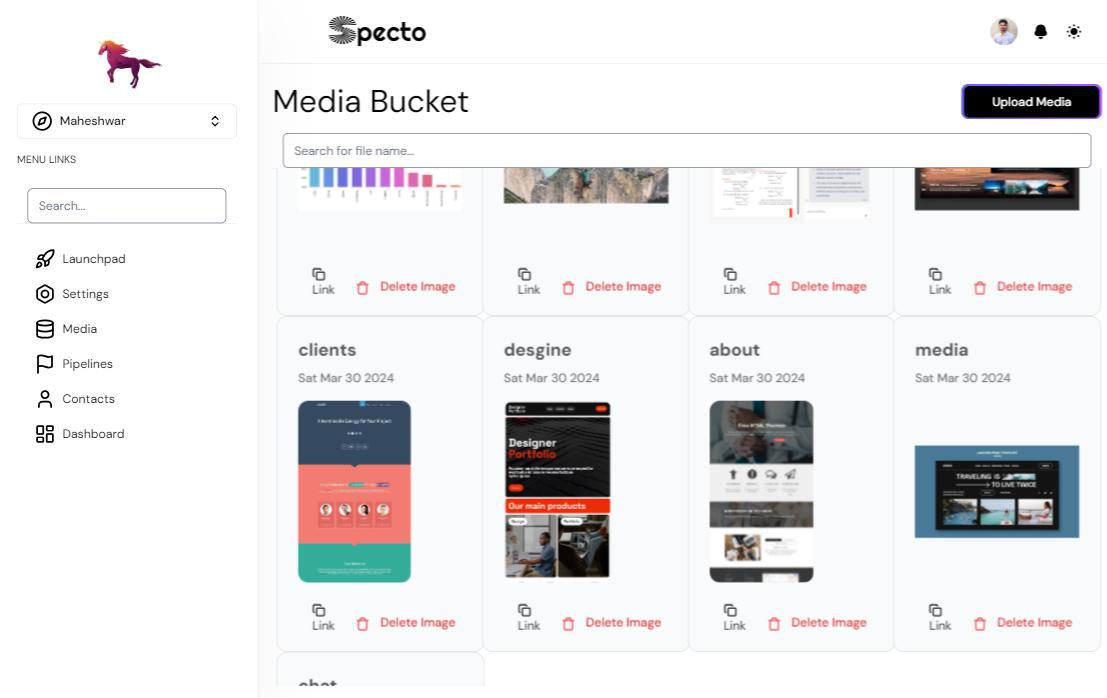 Specto
Maheshwar
MENU LINKS
Search...
Launchpad
Settings
Media
Pipelines
Contacts
Dashboard
Media Bucket
Upload Media
Search for file name...
Link Delete Image Link Delete Image Link Delete Image Link Delete Image
clients desgine about media
Sat Mar 30 2024 Sat Mar 30 2024 Sat Mar 30 2024 Sat Mar 30 2024
Designer
Portfolio
Our main products
Free HTML Themes
TRAVELING IS
TO LIVE TWICE
Link Delete Image Link Delete Image Link Delete Image Link Delete Image
chat